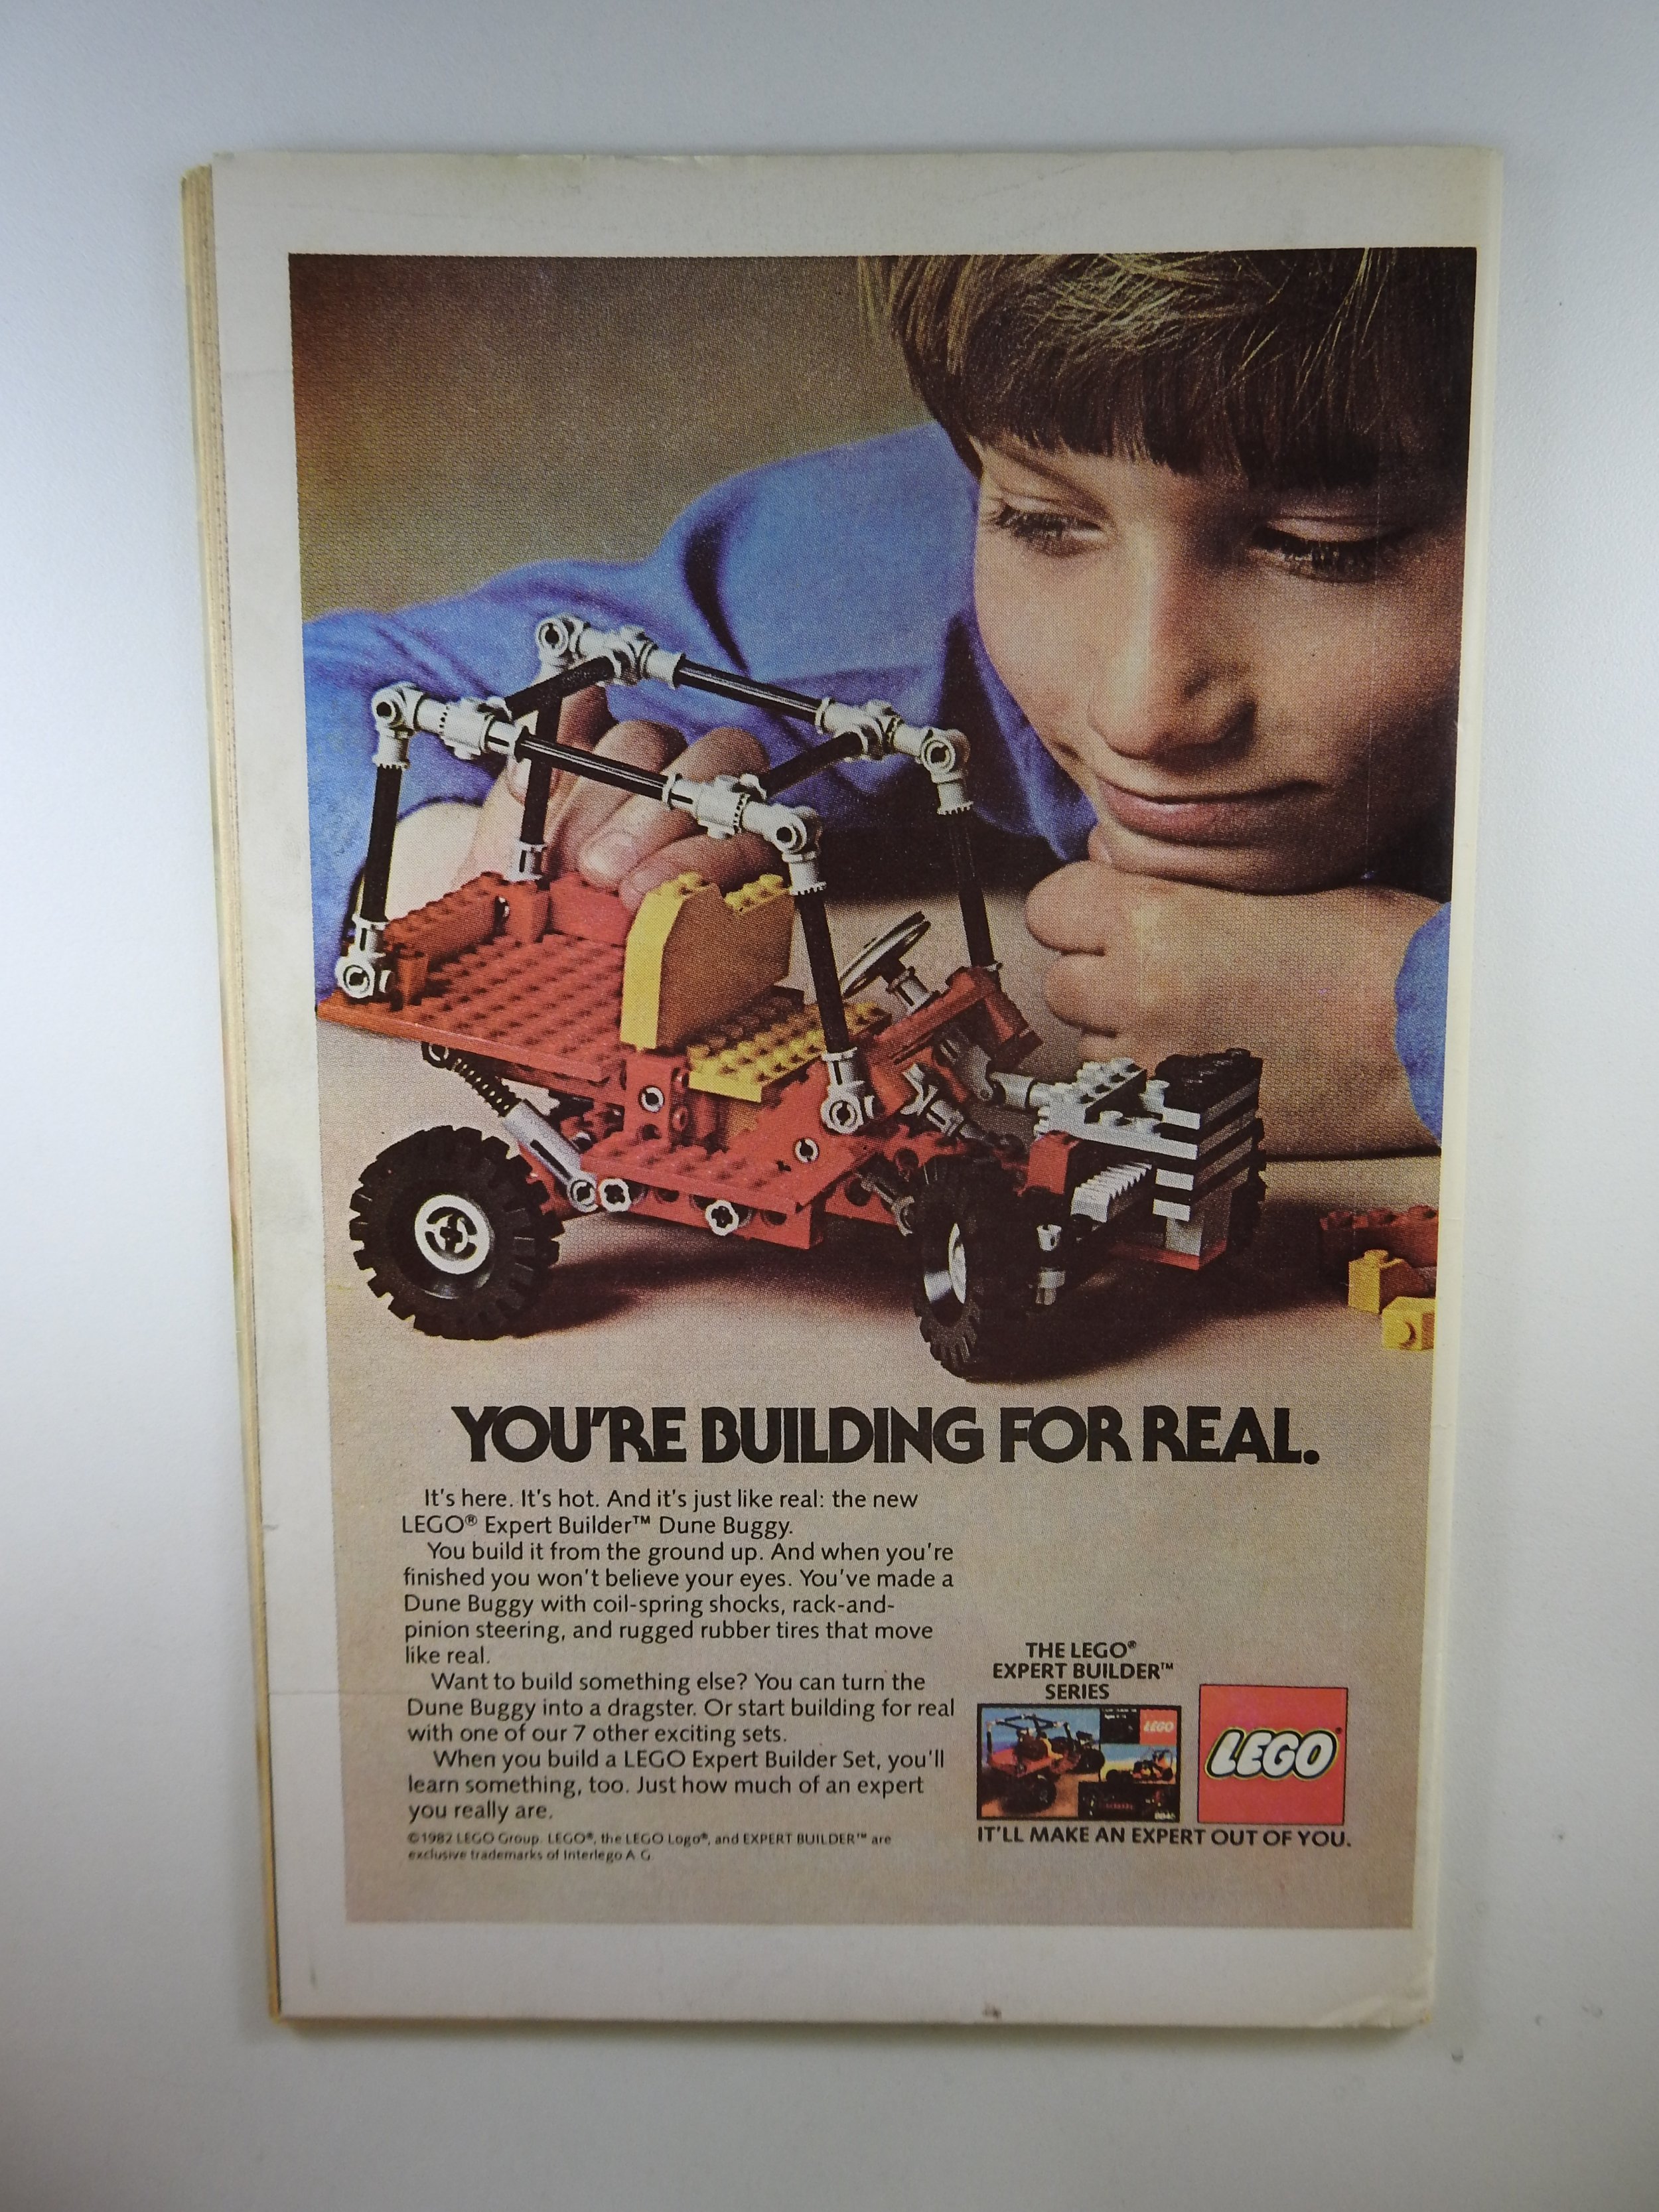 YOU'RE BUILDING FOR REAL.
It's here. It's hot. And it's just like real: the new
LEGO® Expert Builder™ Dune Buggy.
You build it from the ground up. And when you're
finished you won't believe your eyes. You've made a
Dune Buggy with coil-spring shocks, rack-and-
pinion steering, and rugged rubber tires that move
like real.
Want to build something else? You can turn the
Dune Buggy into a dragster. Or start building for real
with one of our 7 other exciting sets.
When you build a LEGO Expert Builder Set, you'll
learn something, too. Just how much of an expert
you really are.
©1982 LEGO Group. LEGO®, the LEGO Logo®, and EXPERT BUILDER™ are
exclusive trademarks of Interlego A.G.
THE LEGO®
EXPERT BUILDER™
SERIES
LEGO
LEGO®
IT'LL MAKE AN EXPERT OUT OF YOU.